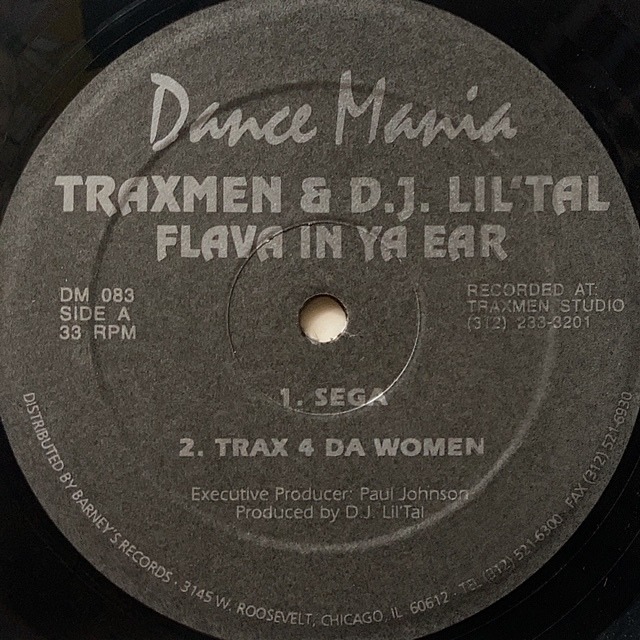 Dance Mania
TRAXMEN & D.J. LIL'TAL
FLAVA IN YA EAR
DM 083
SIDE A
33 RPM
RECORDED AT:
TRAXMEN STUDIO
(312) 233-3201
1. SEGA
2. TRAX 4 DA WOMEN
Executive Producer: Paul Johnson
Produced by D.J. Lil'Tal
DISTRIBUTED BY BARNEY'S RECORDS · 3145 W. ROOSEVELT, CHICAGO, IL 60612 · TEL (312) 521-6300 · FAX (312) 521-6930